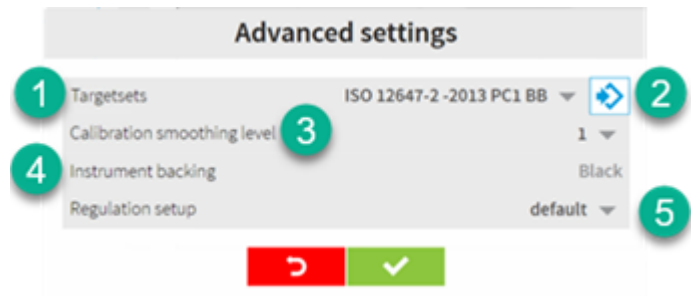 Advanced settings
1 Targetsets ISO 12647-2 -2013 PC1 BB 2
Calibration smoothing level 3 1
4 Instrument backing Black
Regulation setup default 5